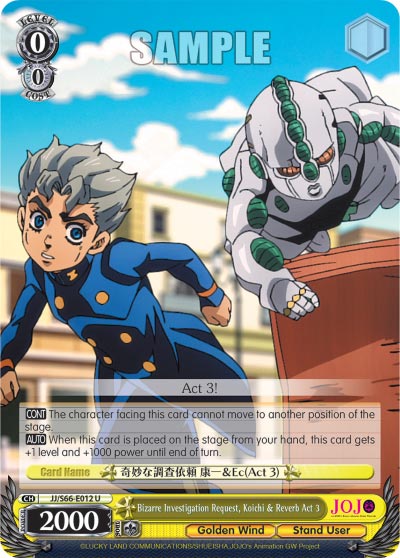 LEVEL
0
0
COST
SAMPLE
Act 3!
CONT The character facing this card cannot move to another position of the
stage.
AUTO When this card is placed on the stage from your hand, this card gets
+1 level and +1000 power until end of turn.
Card Name 奇妙な調査依頼 康一&Ec(Act 3)
CH JJ/S66-E012 U
Bizarre Investigation Request, Koichi & Reverb Act 3
POWER
2000
SOUL
JOJO
Golden Wind
Stand User
©LUCKY LAND COMMUNICATIONS/SHUEISHA,JOJO's Animation GW Project